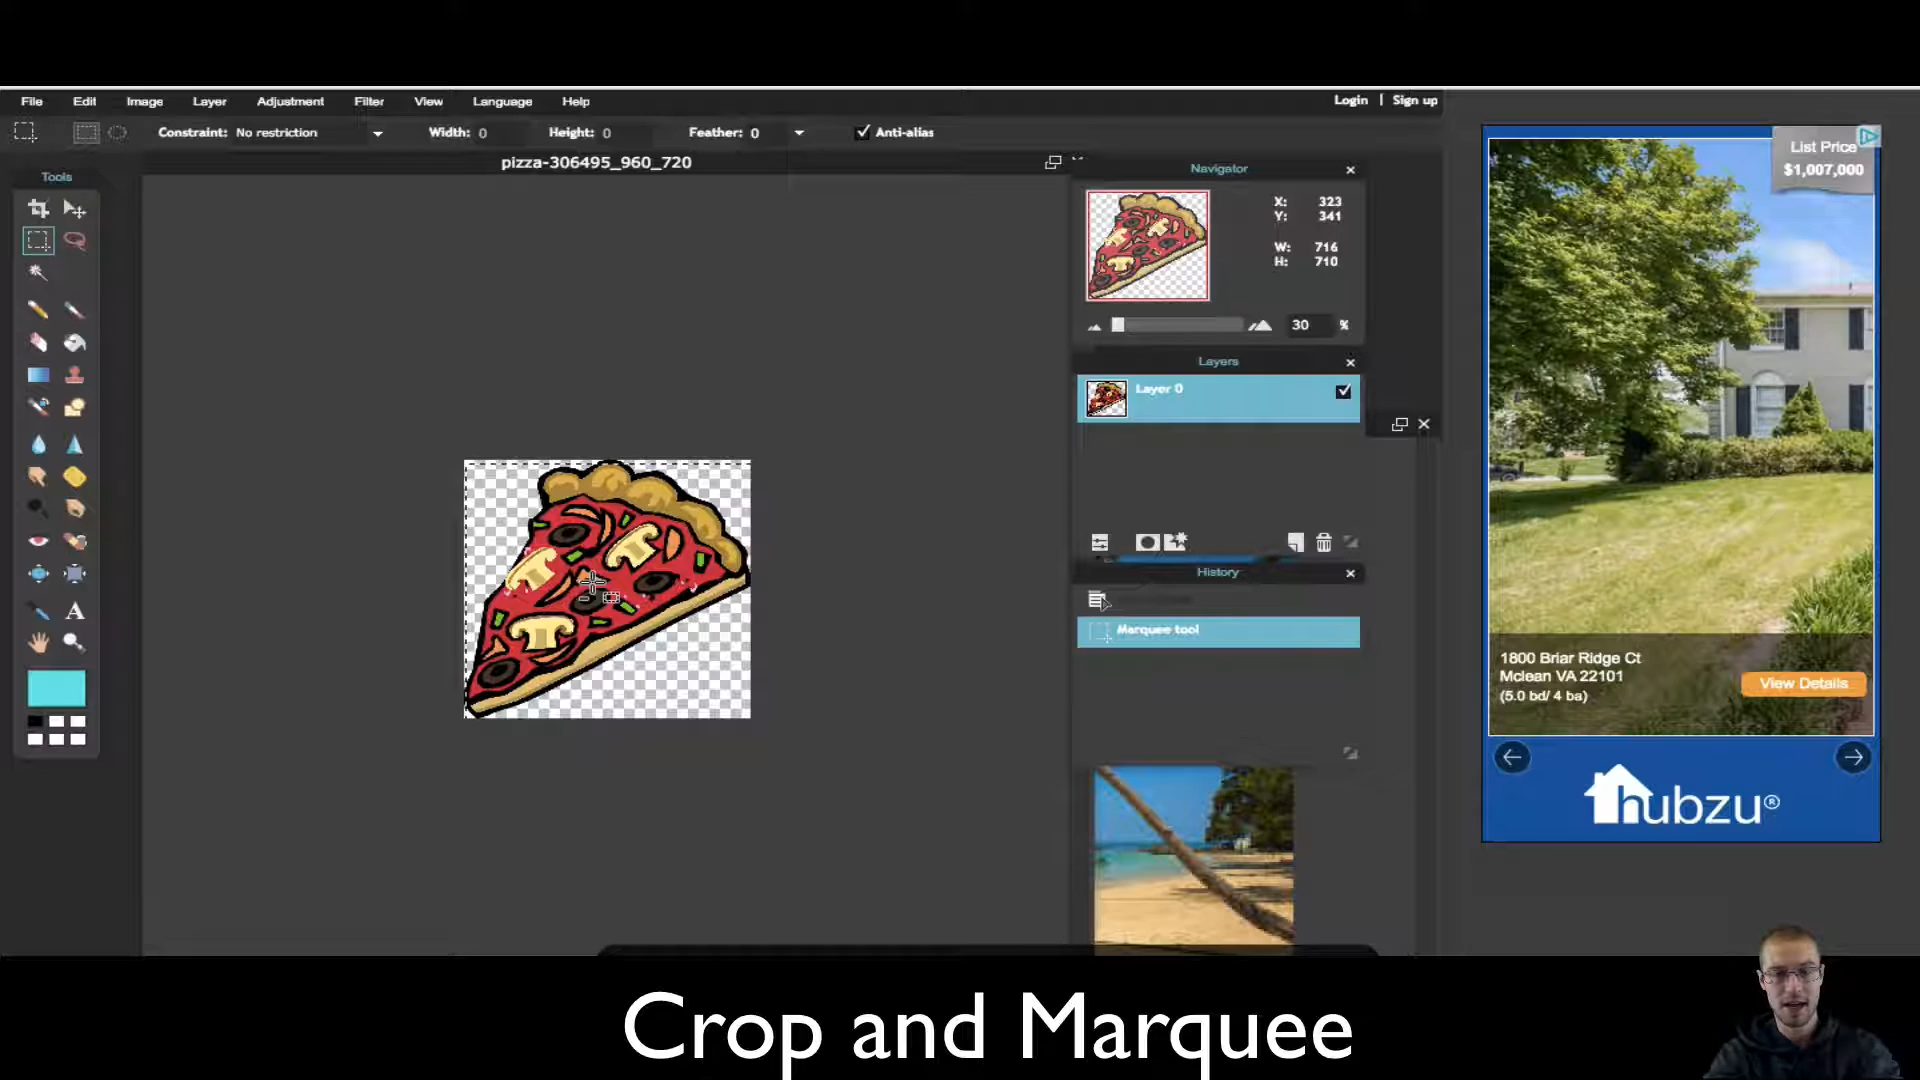 File Edit Image Layer Adjustment Filter View Language Help Login | Sign up
Constraint: No restriction Width: 0 Height: 0 Feather: 0 Anti-alias
pizza-306495_960_720
Tools
Navigator
X: 323
Y: 341
W: 716
H: 710
30 %
Layers
Layer 0
History
Marquee tool
A
List Price
$1,007,000
1800 Briar Ridge Ct
Mclean VA 22101
(5.0 bd/ 4 ba)
View Details
hubzu®
Crop and Marquee